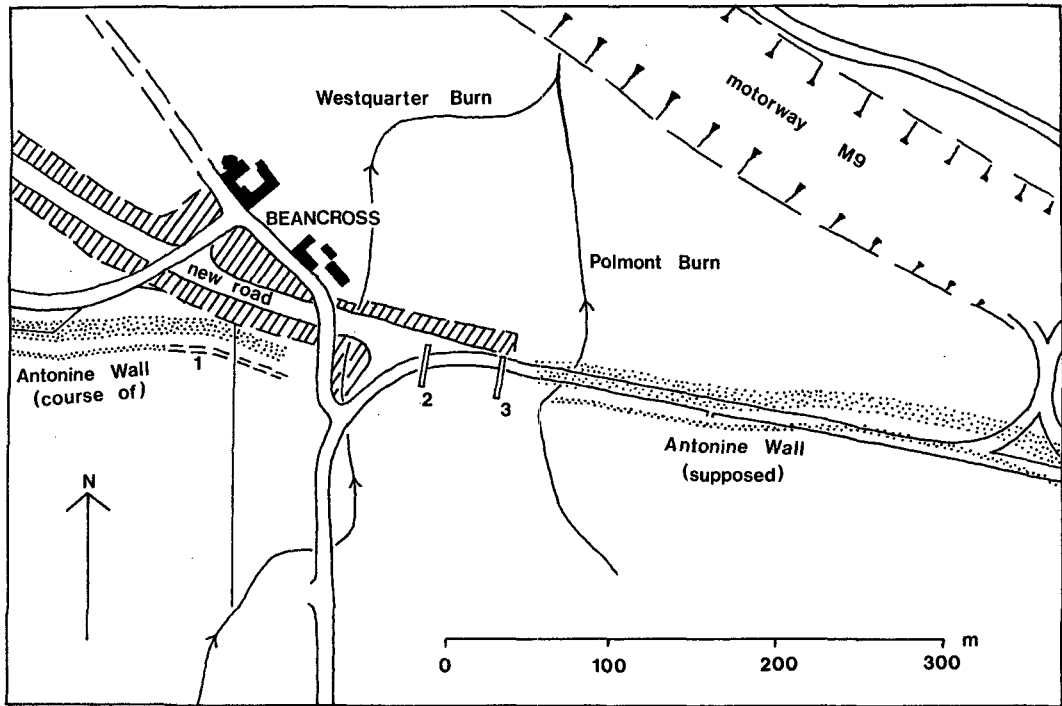 Westquarter Burn
motorway
M9
BEANCROSS
Polmont Burn
new road
Antonine Wall
(course of)
1
2
3
Antonine Wall
(supposed)
N
m
0 100 200 300